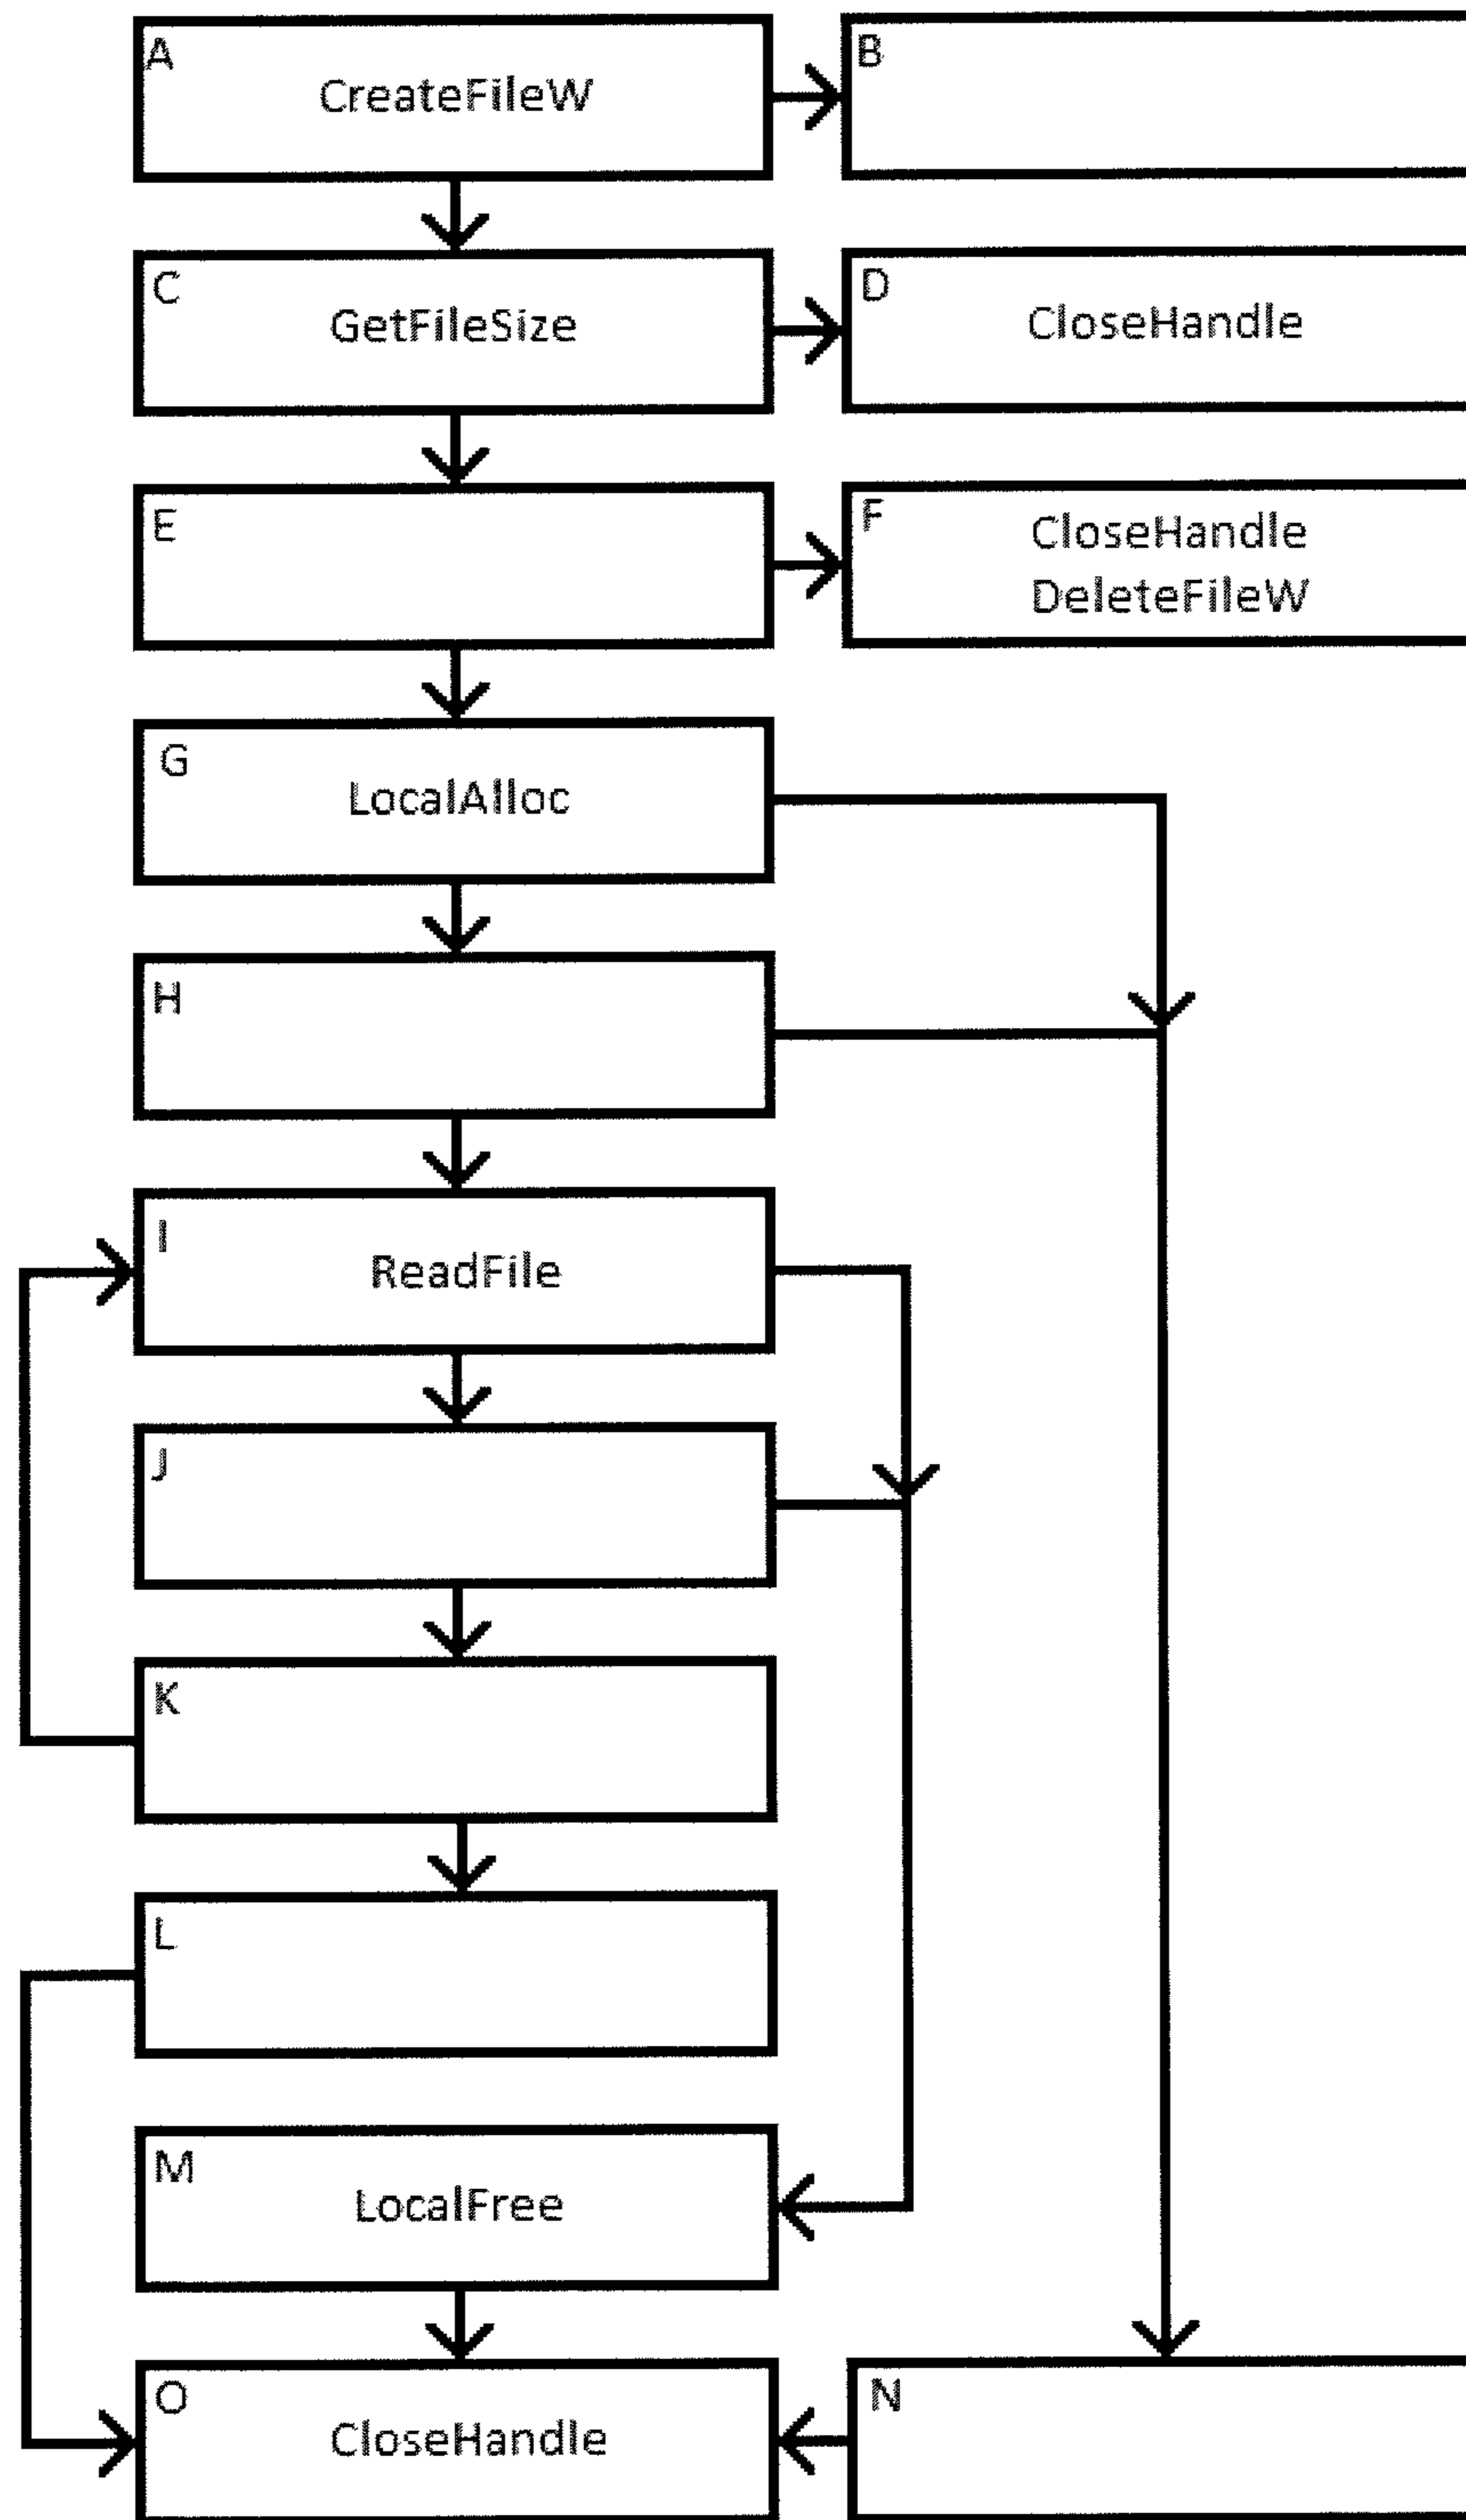 A
CreateFileW
B
C
GetFileSize
D
CloseHandle
E
F
CloseHandle
DeleteFileW
G
LocalAlloc
H
I
ReadFile
J
K
L
M
LocalFree
O
CloseHandle
N